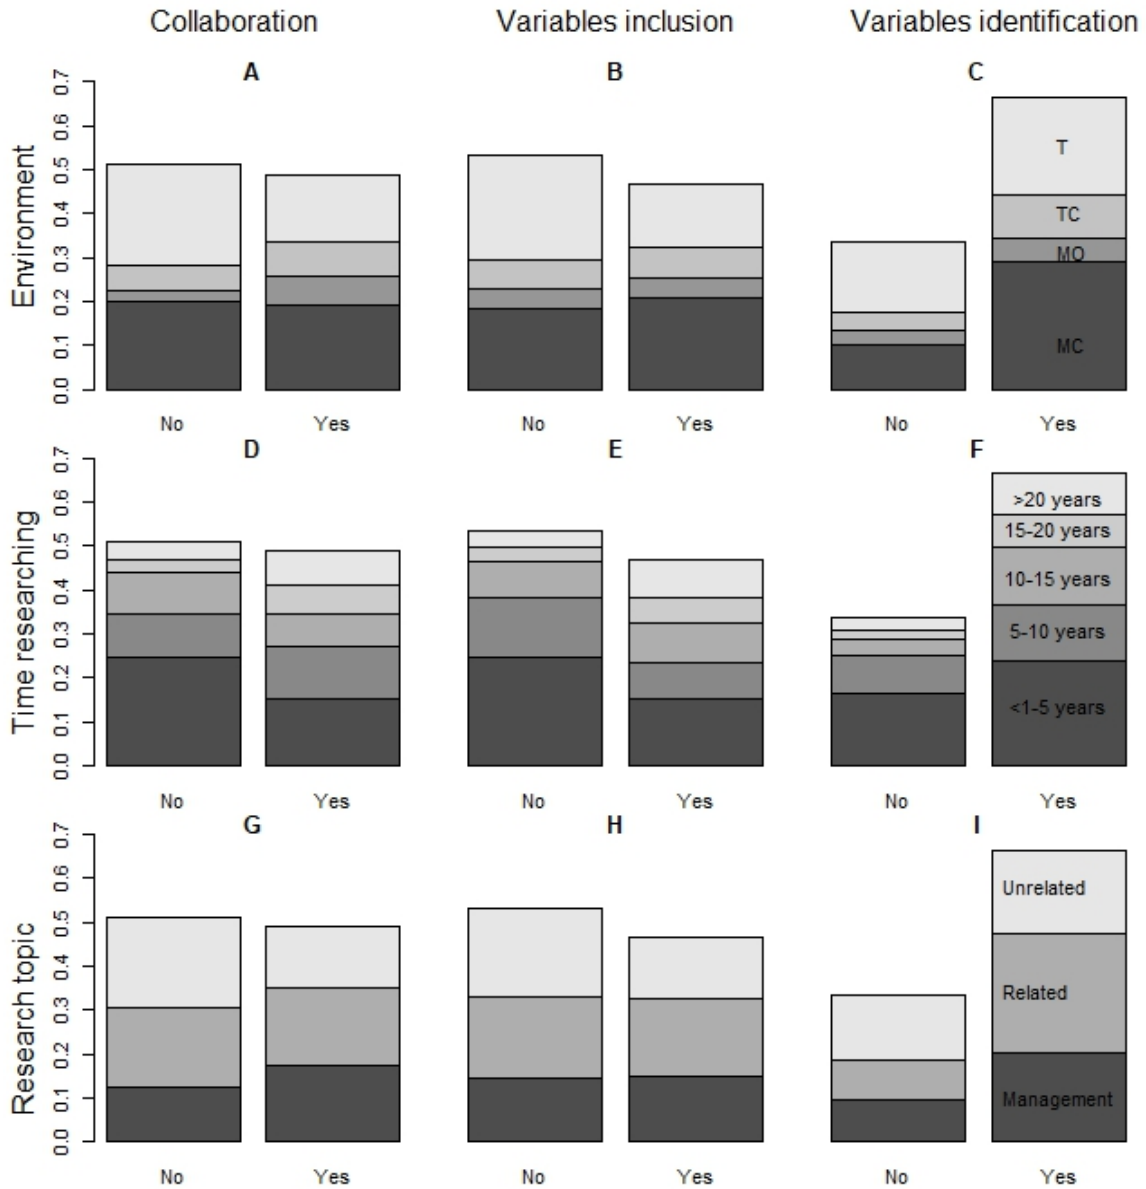 Collaboration Variables inclusion Variables identification
A B C
Environment
0.7
0.6
0.5
0.4
0.3
0.2
0.1
0.0
T
TC
MO
MC
No Yes No Yes No Yes
D E F
Time researching
0.7
0.6
0.5
0.4
0.3
0.2
0.1
0.0
>20 years
15-20 years
10-15 years
5-10 years
<1-5 years
No Yes No Yes No Yes
G H I
Research topic
0.7
0.6
0.5
0.4
0.3
0.2
0.1
0.0
Unrelated
Related
Management
No Yes No Yes No Yes